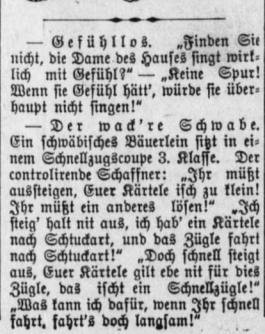 — Gefühllos. „Finden Sie
nicht, die Dame des Hauses singt wirk-
lich mit Gefühl?“ — „Keine Spur!
Wenn sie Gefühl hätt', würde sie über-
haupt nicht singen!“
— Der wack're Schwabe.
Ein schwäbisches Bäuerlein sitzt in ei-
nem Schnellzugscoupe 3. Klasse. Der
controlirende Schaffner: „Ihr müßt
aussteigen, Euer Kärtele isch zu klein!
Ihr müßt ein anderes lösen!“ „Ich
steig' halt nit aus, ich hab' ein Kärtele
nach Schtuckart, und das Zügle fahrt
nach Schtuckart!“ „Doch schnell steigt
aus, Euer Kärtele gilt ebe nit für dies
Zügle, das ischt ein Schnellzügle!“
„Was kann ich dafür, wenn Ihr schnell
fahrt, fahrt's doch langsam!“